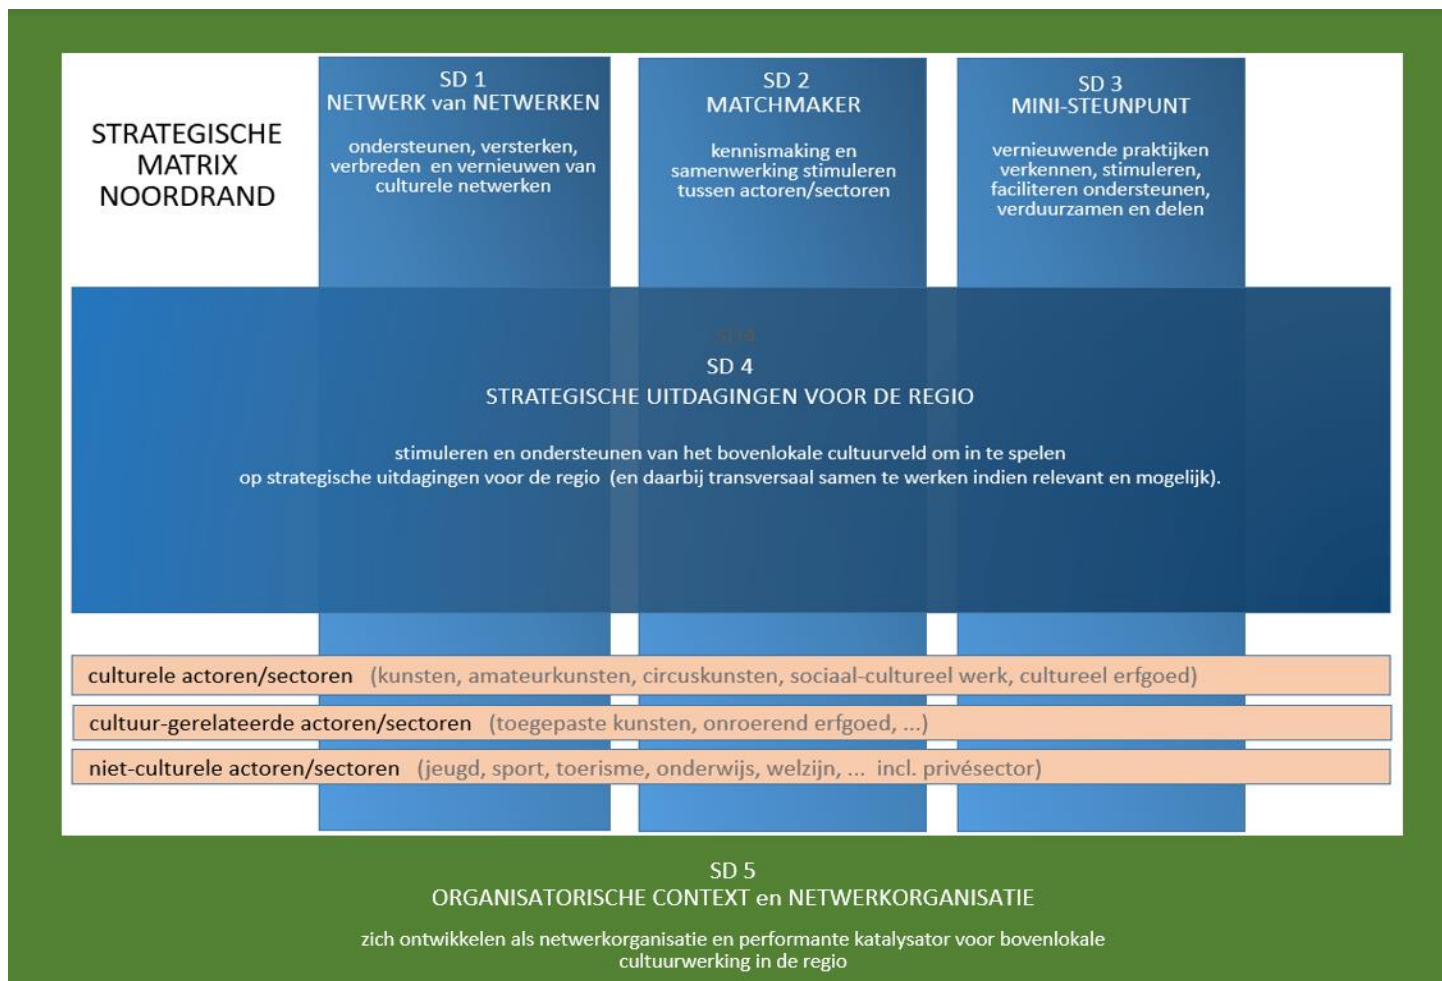 STRATEGISCHE
MATRIX
NOORDRAND
SD 1
NETWERK van NETWERKEN
ondersteunen, versterken,
verbreden en vernieuwen van
culturele netwerken
SD 2
MATCHMAKER
kennismaking en
samenwerking stimuleren
tussen actoren/sectoren
SD 3
MINI-STEUNPUNT
vernieuwende praktijken
verkennen, stimuleren,
faciliteren ondersteunen,
verduurzamen en delen
SD4
SD 4
STRATEGISCHE UITDAGINGEN VOOR DE REGIO
stimuleren en ondersteunen van het bovenlokale cultuurveld om in te spelen
op strategische uitdagingen voor de regio (en daarbij transversaal samen te werken indien relevant en mogelijk).
culturele actoren/sectoren (kunsten, amateurkunsten, circuskunsten, sociaal-cultureel werk, cultureel erfgoed)
cultuur-gerelateerde actoren/sectoren (toegepaste kunsten, onroerend erfgoed, ...)
niet-culturele actoren/sectoren (jeugd, sport, toerisme, onderwijs, welzijn, ... incl. privésector)
SD 5
ORGANISATORISCHE CONTEXT en NETWERKORGANISATIE
zich ontwikkelen als netwerkorganisatie en performante katalysator voor bovenlokale
cultuurwerking in de regio